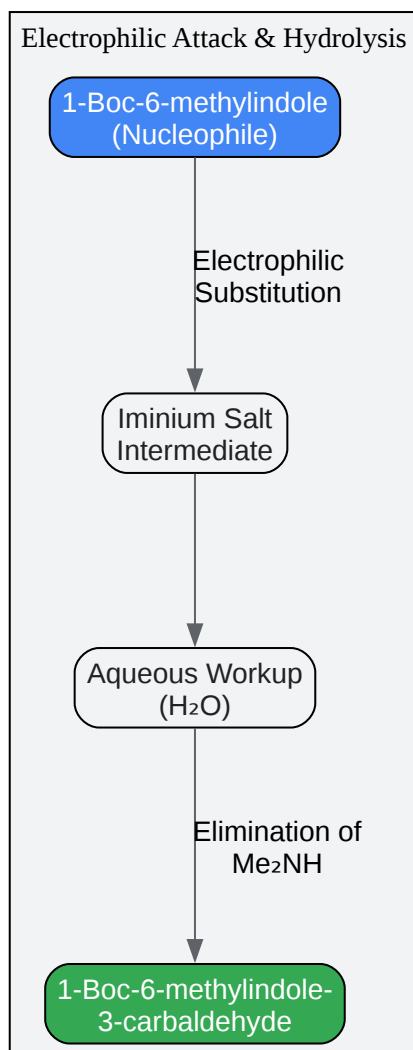 Electrophilic Attack & Hydrolysis
1-Boc-6-methylindole
(Nucleophile)
Electrophilic
Substitution
Iminium Salt
Intermediate
Aqueous Workup
(H₂O)
Elimination of
Me₂NH
1-Boc-6-methylindole-
3-carbaldehyde